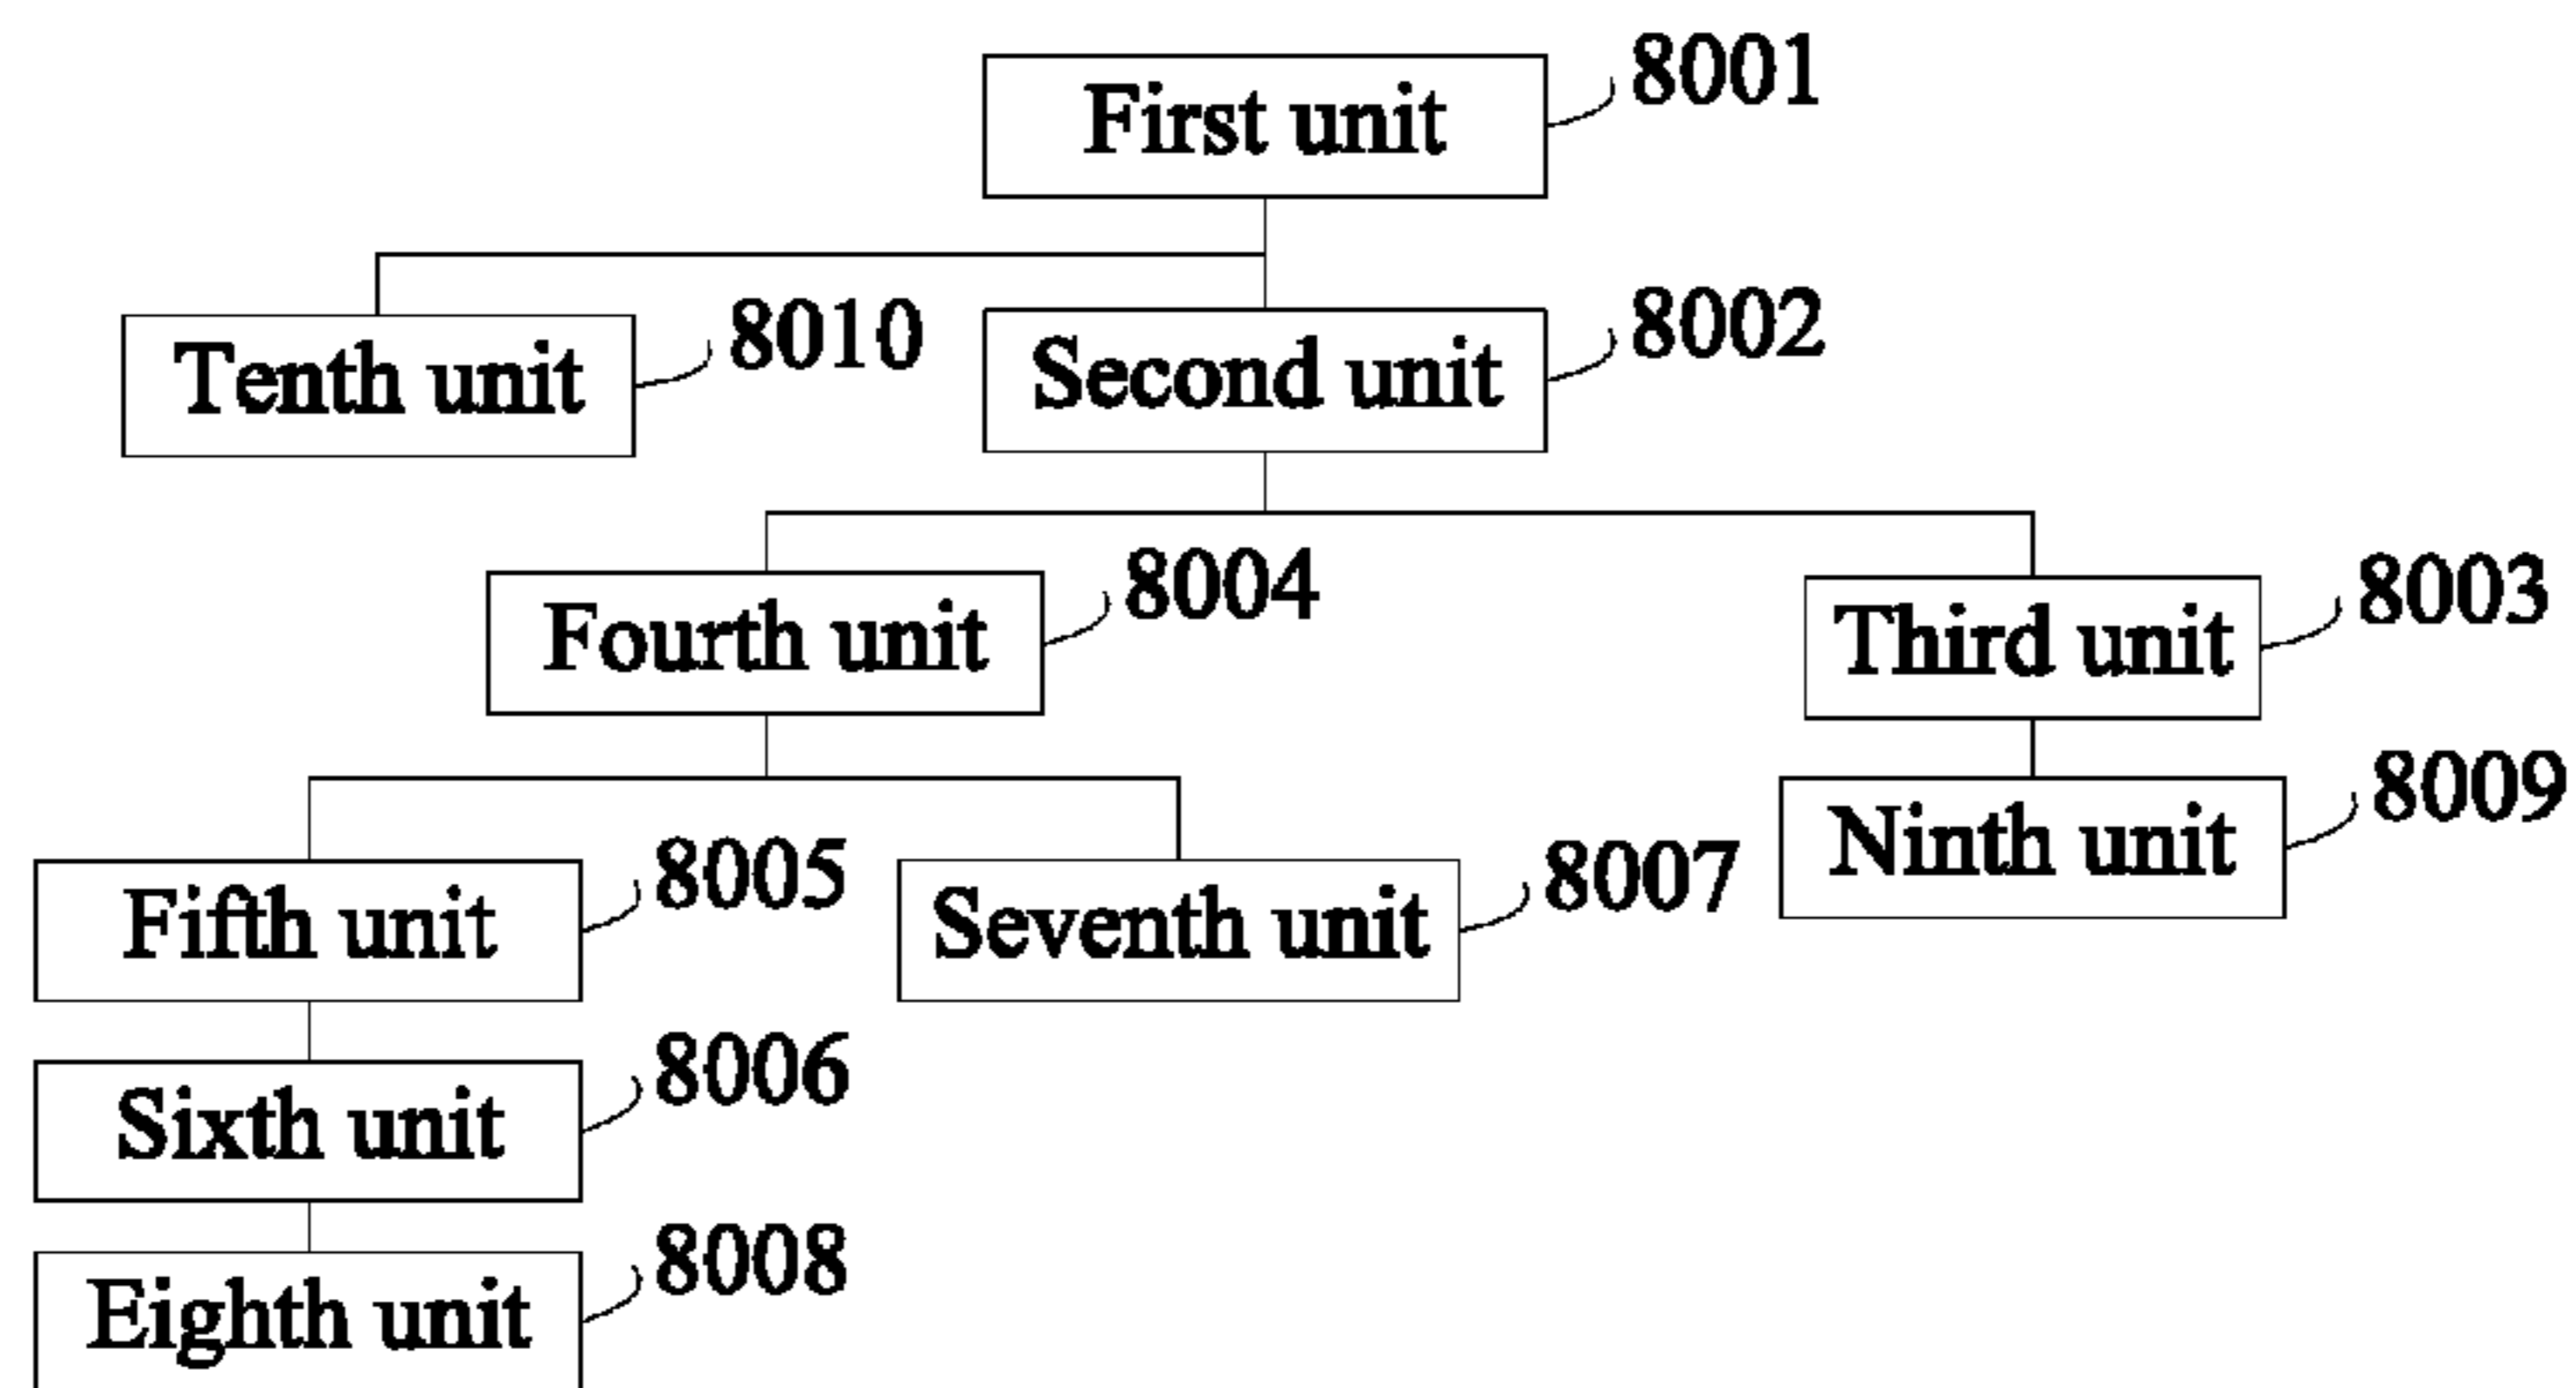 First unit
8001
Tenth unit
8010
Second unit
8002
Fourth unit
8004
Third unit
8003
Fifth unit
8005
Seventh unit
8007
Ninth unit
8009
Sixth unit
8006
Eighth unit
8008